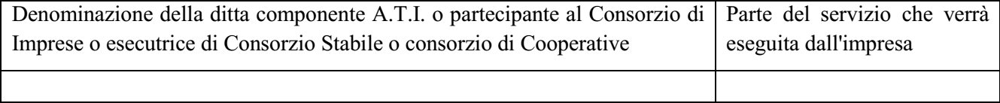 Denominazione della ditta componente A.T.I. o partecipante al Consorzio di
Imprese o esecutrice di Consorzio Stabile o consorzio di Cooperative
Parte del servizio che verrà
eseguita dall'impresa